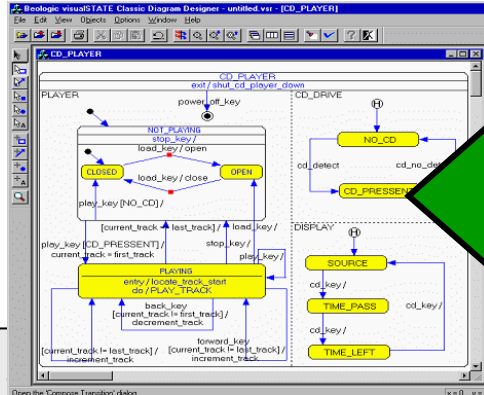 Beologic visualSTATE Classic Diagram Designer - untitled.vsr - [CD_PLAYER]
File Edit View Objects Options Window Help
CD_PLAYER
CD_PLAYER
exit / shut_cd_player_down
PLAYER
power_off_key
CD_DRIVE
H
NOT_PLAYING
stop_key /
load_key / open
NO_CD
CLOSED
OPEN
load_key / close
cd_detect
cd_no_de
CD_PRESSENT
play_key [NO_CD] /
[current_track = last_track] /
load_key /
DISPLAY
H
play_key [CD_PRESSENT] /
current_track = first_track
stop_key /
play_key /
SOURCE
PLAYING
entry / locate_track_start
do / PLAY_TRACK
cd_key /
TIME_PASS
cd_key /
back_key
[current_track != first_track] /
decrement_track
cd_key /
TIME_LEFT
forward_key
[current_track != last_track] /
increment_track
[current_track != last_track] /
increment_track
Open the 'Compose Transition' dialog
x = 0 y =